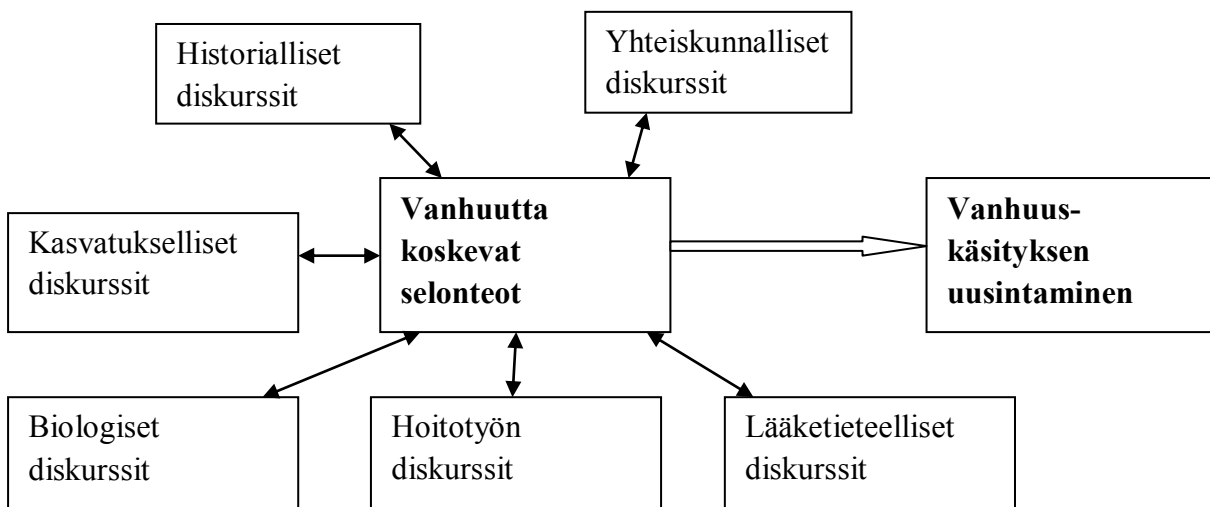 Historialliset
diskurssit
Yhteiskunnalliset
diskurssit
Kasvatukselliset
diskurssit
Vanhuutta
koskevat
selonteot
Vanhuus-
käsityksen
uusintaminen
Biologiset
diskurssit
Hoitotyön
diskurssit
Lääketieteelliset
diskurssit